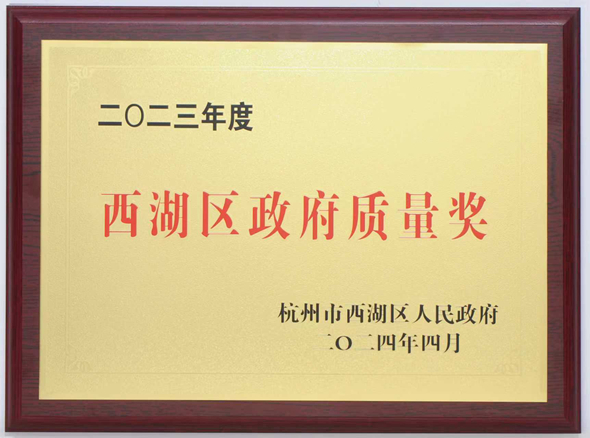 二〇二三年度
西湖区政府质量奖
杭州市西湖区人民政府
二〇二四年四月